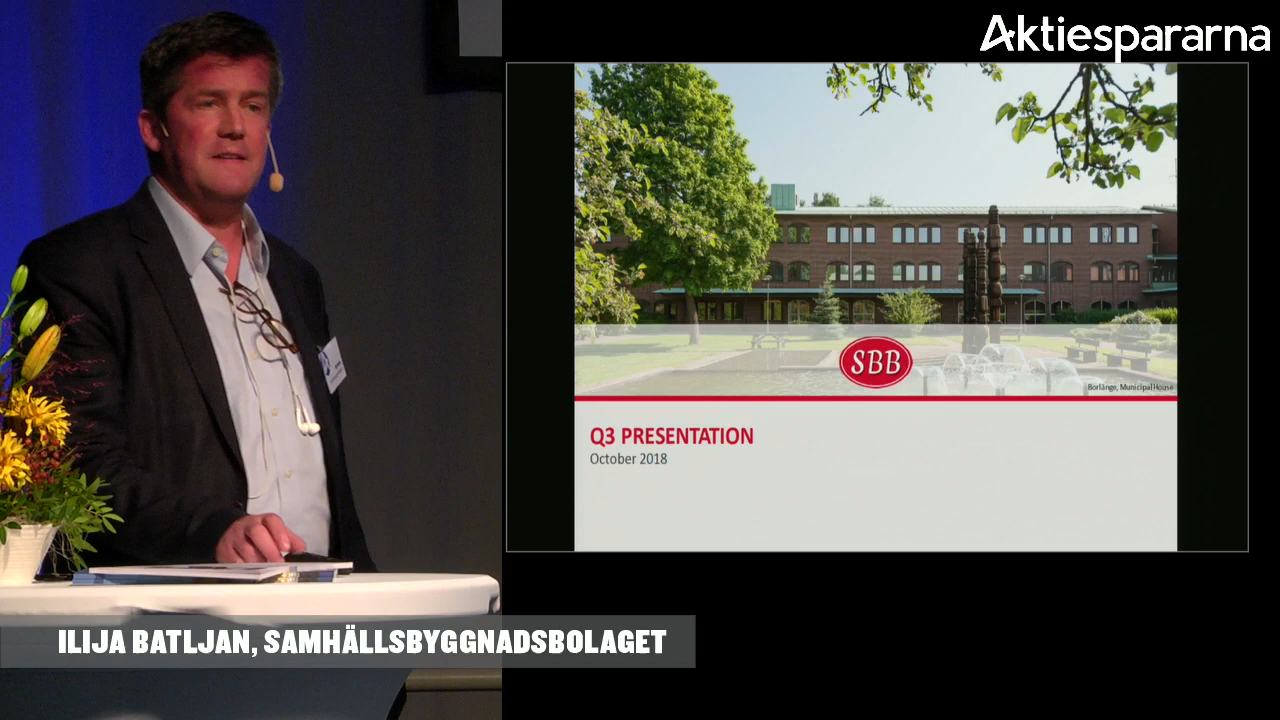 Aktiespararna
SBB
Borlänge, Municipal House
Q3 PRESENTATION
October 2018
ILIJA BATLJAN, SAMHÄLLSBYGGNADSBOLAGET